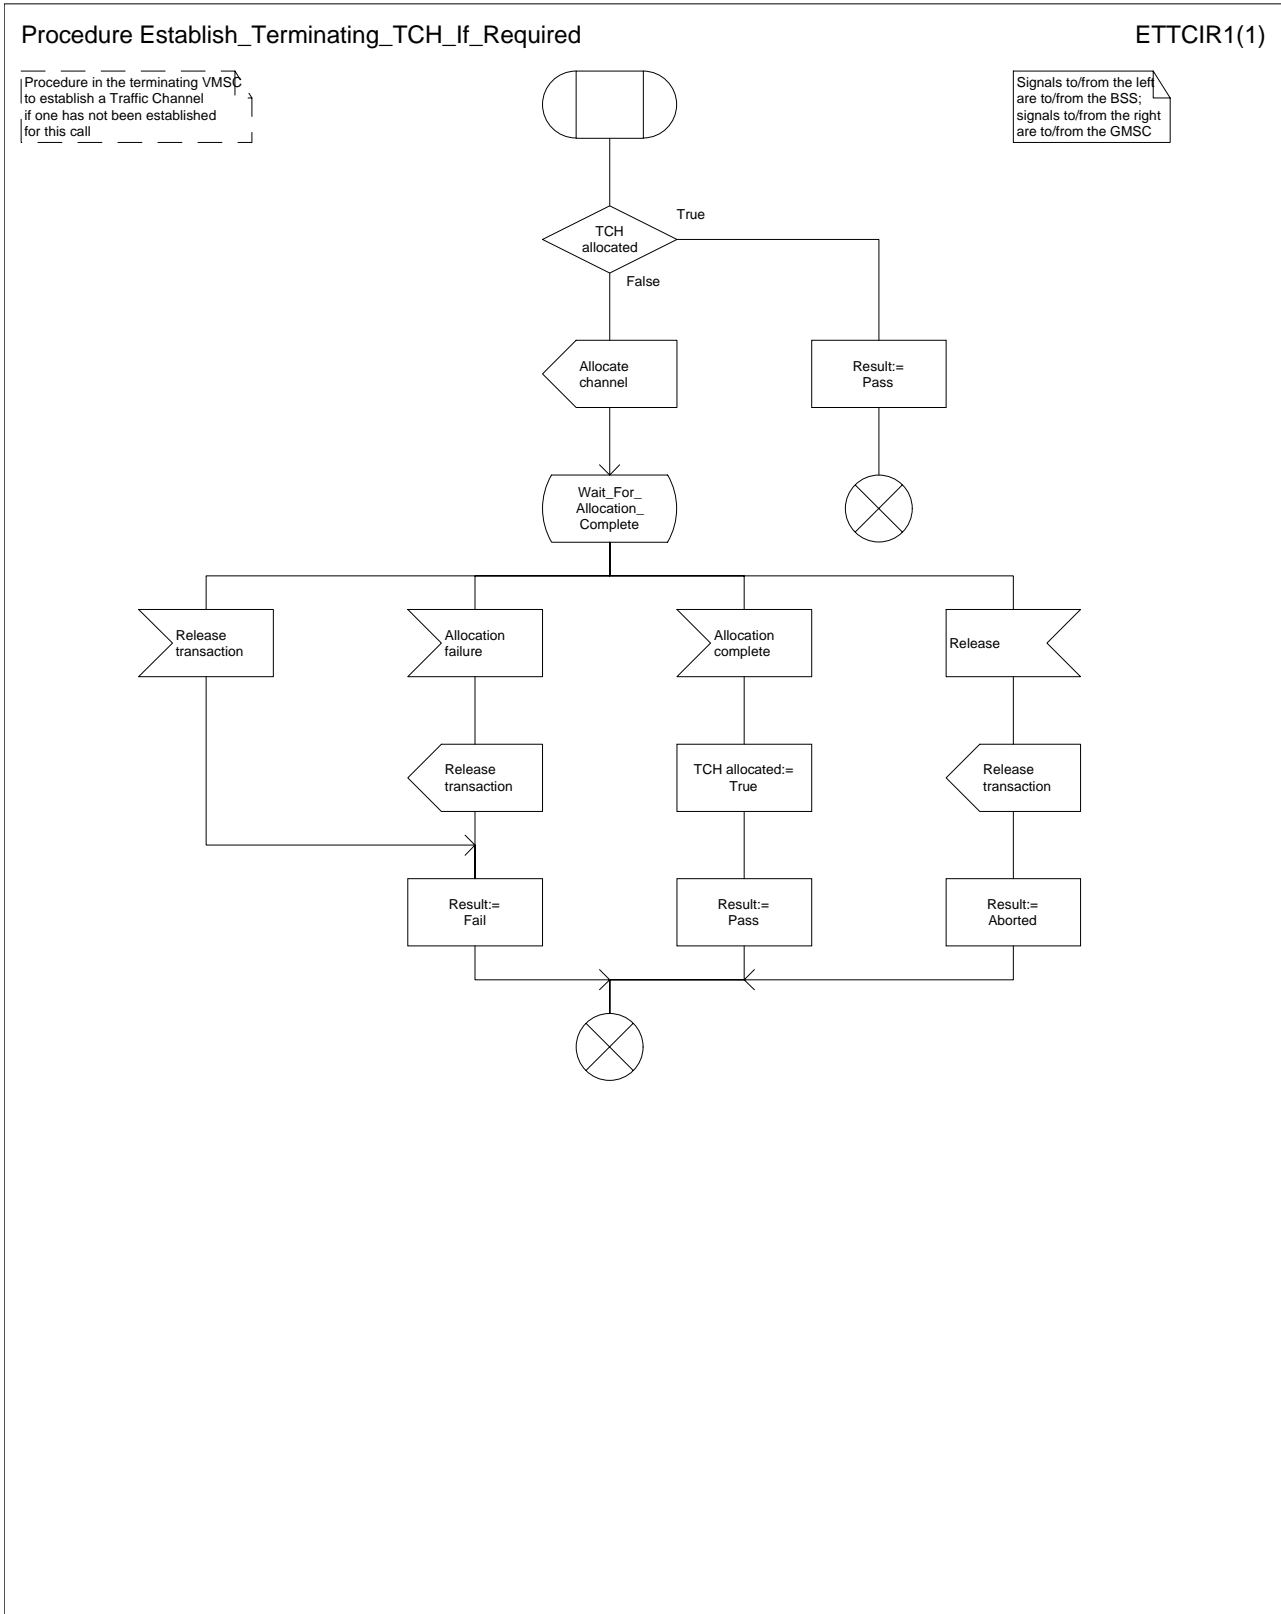 Procedure Establish_Terminating_TCH_If_Required
ETTCIR1(1)
Procedure in the terminating VMSC
to establish a Traffic Channel
if one has not been established
for this call
Signals to/from the left
are to/from the BSS;
signals to/from the right
are to/from the GMSC
TCH
allocated
True
False
Allocate
channel
Result:=
Pass
Wait_For_
Allocation_
Complete
Release
transaction
Allocation
failure
Allocation
complete
Release
Release
transaction
TCH allocated:=
True
Release
transaction
Result:=
Fail
Result:=
Pass
Result:=
Aborted